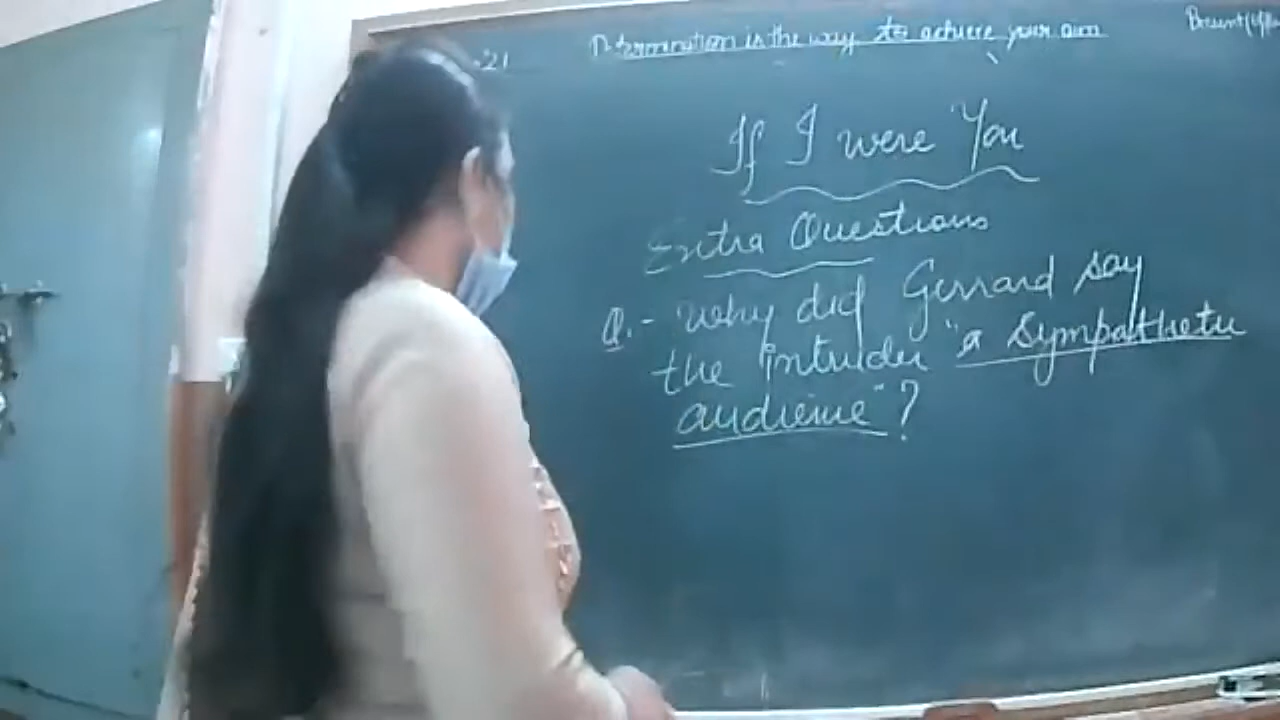 21
Determination is the way to achieve your aim
If I were You
Extra Questions
Q.- Why did Gerrard say
the intruder "a sympathetic
audience"?